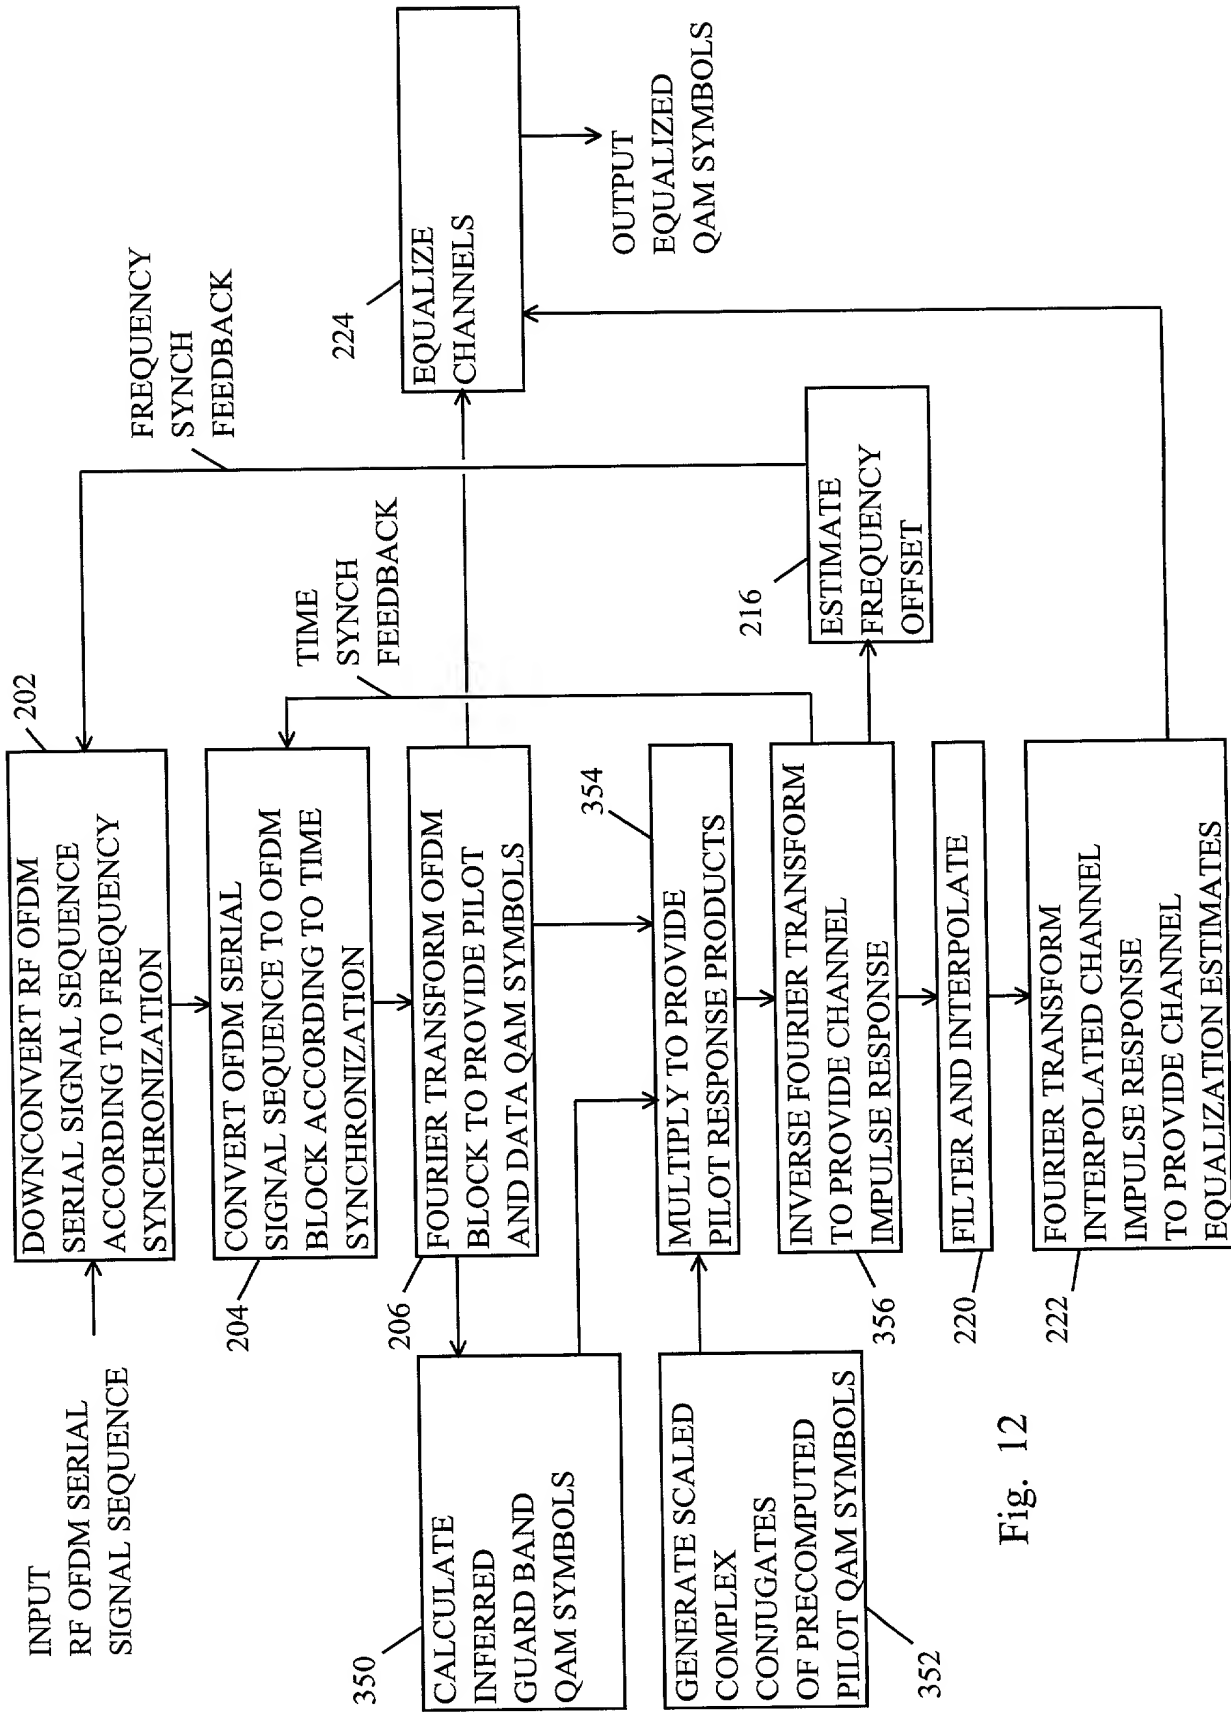 INPUT
RF OFDM SERIAL
SIGNAL SEQUENCE
202
DOWNCONVERT RF OFDM
SERIAL SIGNAL SEQUENCE
ACCORDING TO FREQUENCY
SYNCHRONIZATION
FREQUENCY
SYNCH
FEEDBACK
204
CONVERT OFDM SERIAL
SIGNAL SEQUENCE TO OFDM
BLOCK ACCORDING TO TIME
SYNCHRONIZATION
TIME
SYNCH
FEEDBACK
206
FOURIER TRANSFORM OFDM
BLOCK TO PROVIDE PILOT
AND DATA QAM SYMBOLS
224
EQUALIZE
CHANNELS
OUTPUT
EQUALIZED
QAM SYMBOLS
350
CALCULATE
INFERRED
GUARD BAND
QAM SYMBOLS
354
MULTIPLY TO PROVIDE
PILOT RESPONSE PRODUCTS
GENERATE SCALED
COMPLEX
CONJUGATES
OF PRECOMPUTED
PILOT QAM SYMBOLS
352
356
INVERSE FOURIER TRANSFORM
TO PROVIDE CHANNEL
IMPULSE RESPONSE
216
ESTIMATE
FREQUENCY
OFFSET
220
FILTER AND INTERPOLATE
222
FOURIER TRANSFORM
INTERPOLATED CHANNEL
IMPULSE RESPONSE
TO PROVIDE CHANNEL
EQUALIZATION ESTIMATES
Fig. 12